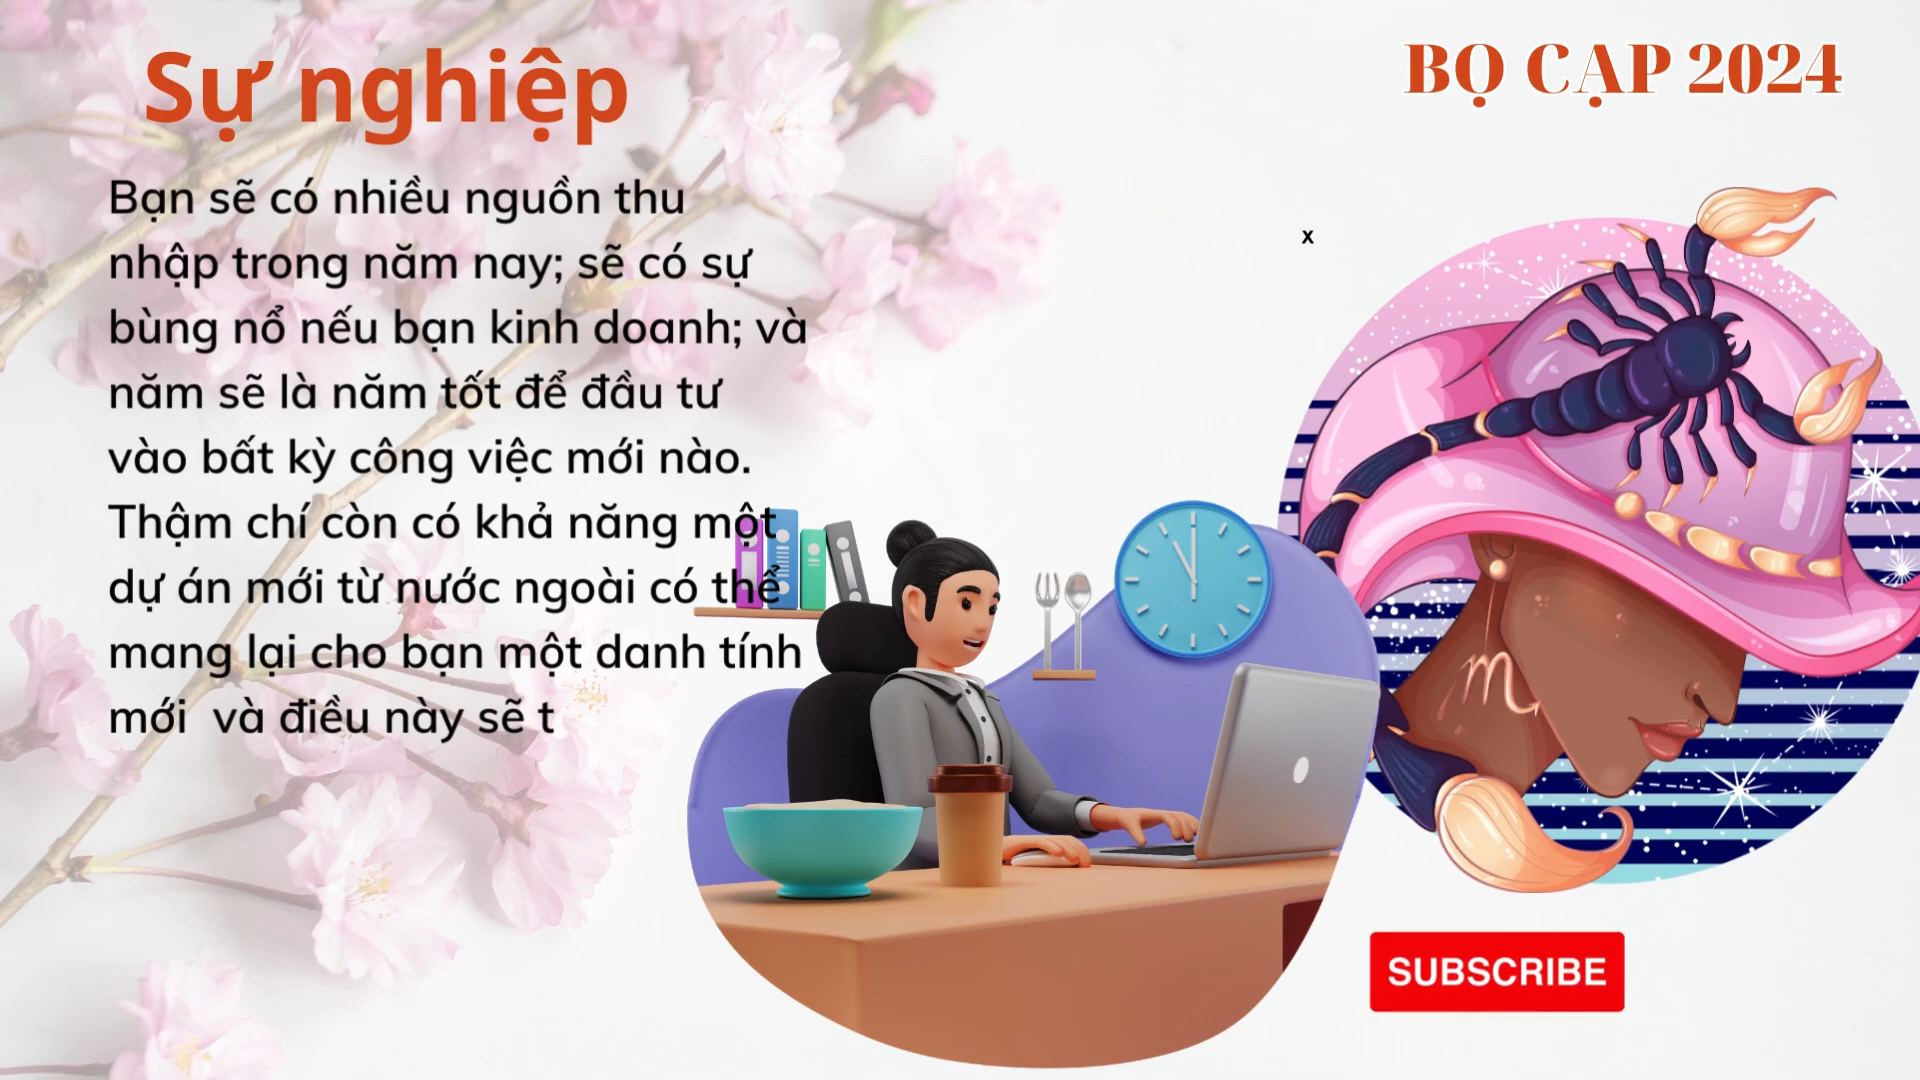 Sự nghiệp
BỌ CẠP 2024
Bạn sẽ có nhiều nguồn thu
nhập trong năm nay; sẽ có sự
bùng nổ nếu bạn kinh doanh; và
năm sẽ là năm tốt để đầu tư
vào bất kỳ công việc mới nào.
Thậm chí còn có khả năng một
dự án mới từ nước ngoài có thể
mang lại cho bạn một danh tính
mới  và điều này sẽ t
x
SUBSCRIBE